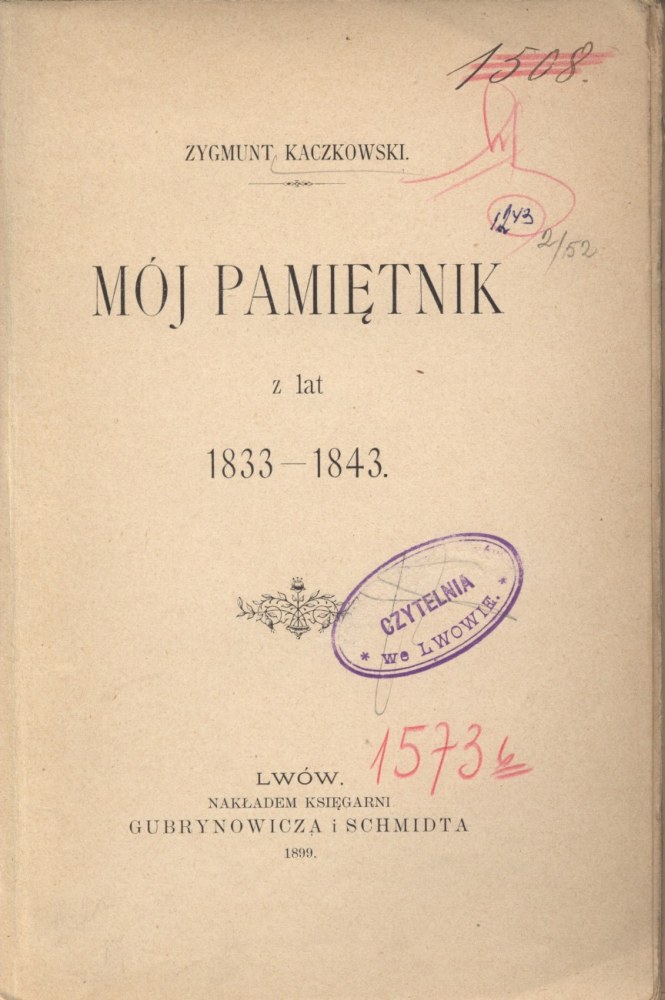 1508.
ZYGMUNT KACZKOWSKI.
1243
2/52
MÓJ PAMIĘTNIK
z lat
1833—1843.
CZYTELNIA
* we LWOWIE. *
15736
LWÓW.
NAKŁADEM KSIĘGARNI
GUBRYNOWICZA i SCHMIDTA
1899.